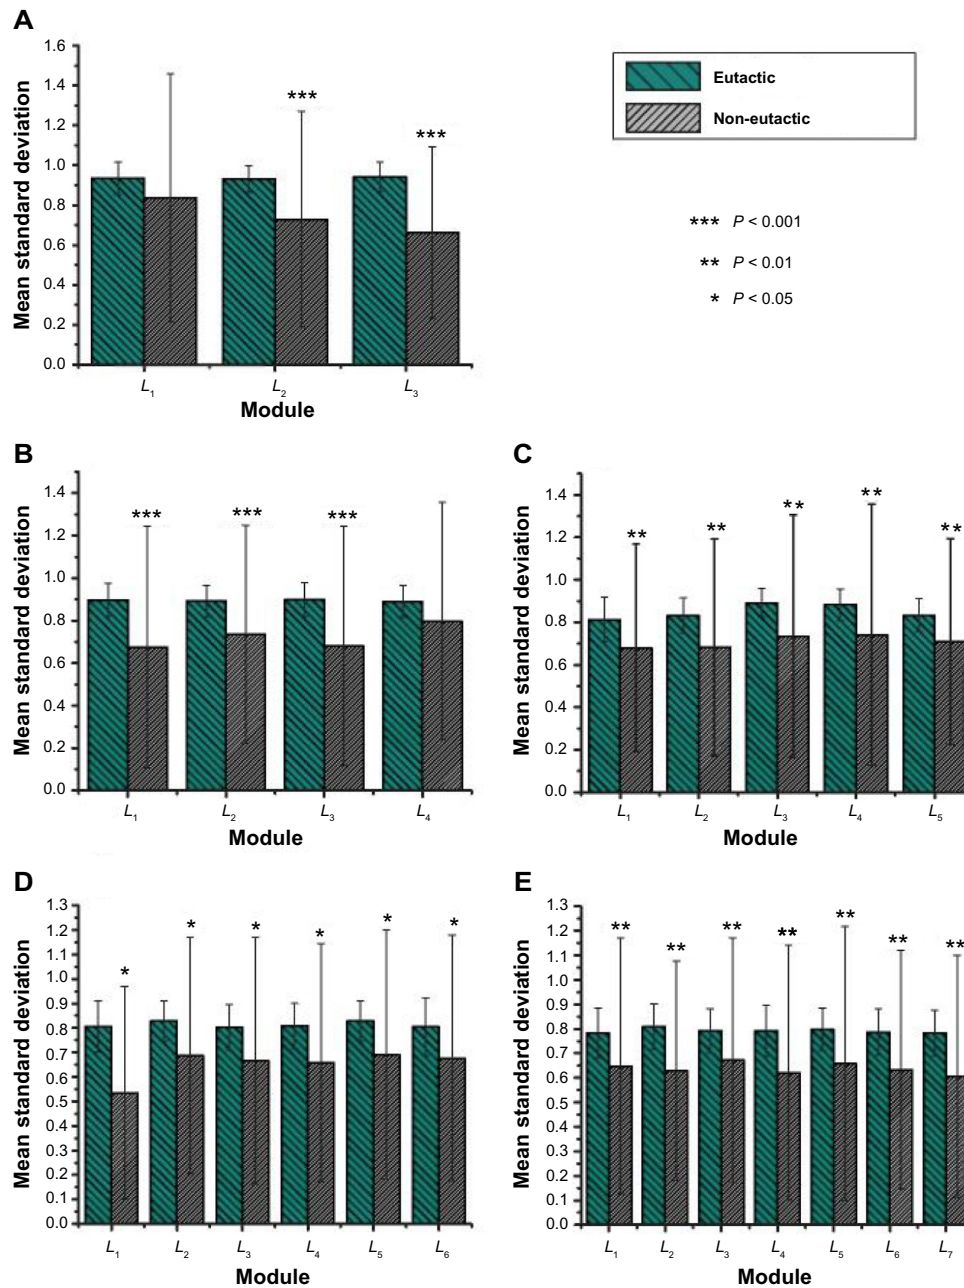 A
Mean standard deviation
1.6
1.4
1.2
1.0
0.8
0.6
0.4
0.2
0.0
***
***
L1
L2
L3
Module
Eutactic
Non-eutactic
*** P < 0.001
** P < 0.01
* P < 0.05
B
Mean standard deviation
1.4
1.2
1.0
0.8
0.6
0.4
0.2
0.0
***
***
***
L1
L2
L3
L4
Module
C
Mean standard deviation
1.4
1.2
1.0
0.8
0.6
0.4
0.2
0.0
**
**
**
**
**
L1
L2
L3
L4
L5
Module
D
Mean standard deviation
1.3
1.2
1.1
1.0
0.9
0.8
0.7
0.6
0.5
0.4
0.3
0.2
0.1
0.0
*
*
*
*
*
*
L1
L2
L3
L4
L5
L6
Module
E
Mean standard deviation
1.3
1.2
1.1
1.0
0.9
0.8
0.7
0.6
0.5
0.4
0.3
0.2
0.1
0.0
**
**
**
**
**
**
**
L1
L2
L3
L4
L5
L6
L7
Module